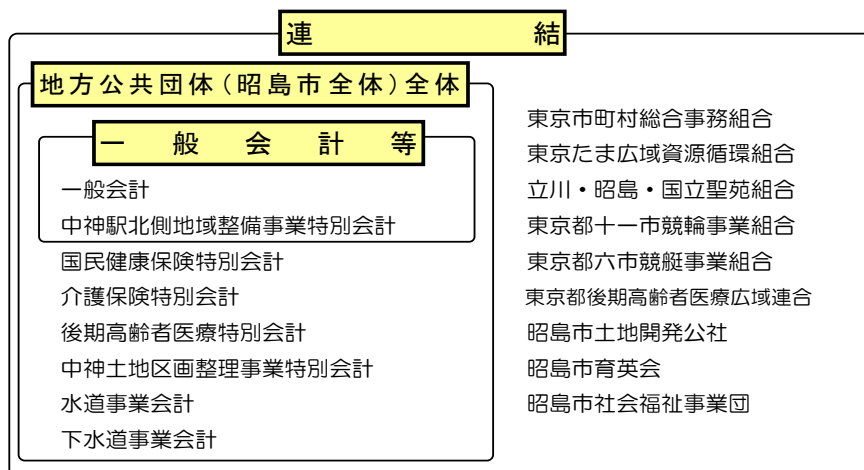 連結
地方公共団体（昭島市全体）全体
一般会計等
一般会計
中神駅北側地域整備事業特別会計
国民健康保険特別会計
介護保険特別会計
後期高齢者医療特別会計
中神土地区画整理事業特別会計
水道事業会計
下水道事業会計
東京市町村総合事務組合
東京たま広域資源循環組合
立川・昭島・国立聖苑組合
東京都十一市競輪事業組合
東京都六市競艇事業組合
東京都後期高齢者医療広域連合
昭島市土地開発公社
昭島市育英会
昭島市社会福祉事業団